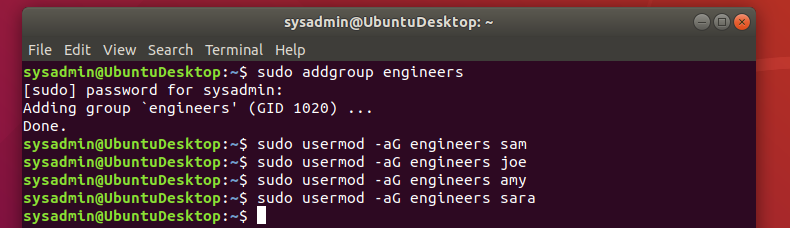 sysadmin@UbuntuDesktop: ~
File Edit View Search Terminal Help
sysadmin@UbuntuDesktop:~$ sudo addgroup engineers
[sudo] password for sysadmin:
Adding group `engineers' (GID 1020) ...
Done.
sysadmin@UbuntuDesktop:~$ sudo usermod -aG engineers sam
sysadmin@UbuntuDesktop:~$ sudo usermod -aG engineers joe
sysadmin@UbuntuDesktop:~$ sudo usermod -aG engineers amy
sysadmin@UbuntuDesktop:~$ sudo usermod -aG engineers sara
sysadmin@UbuntuDesktop:~$